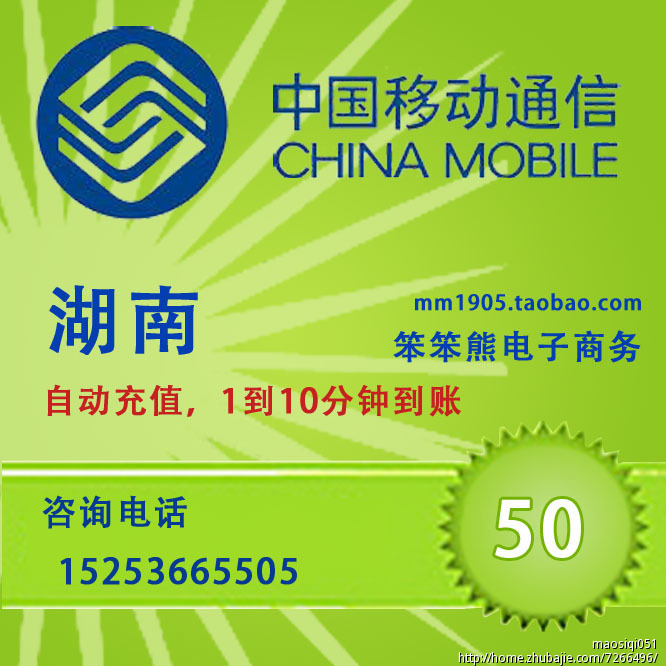 中国移动通信
CHINA MOBILE
湖南
mm1905.taobao.com
笨笨熊电子商务
自动充值，1到10分钟到账
咨询电话
15253665505
50
maosiqi051
http://home.zhubajie.com/7266496/